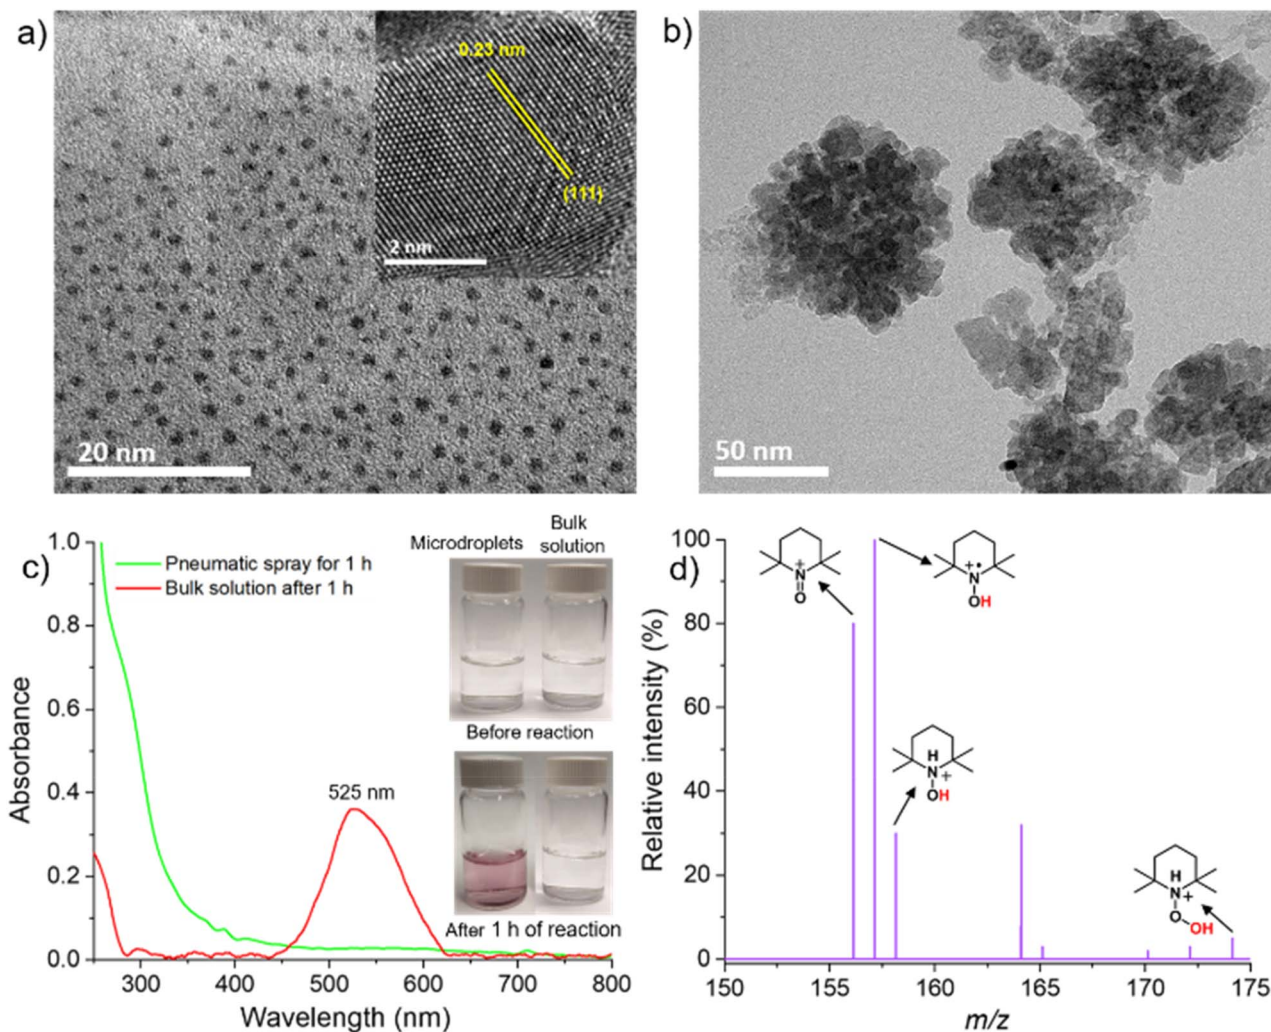 a)
0.23 nm
(111)
2 nm
20 nm
b)
50 nm
c)
Pneumatic spray for 1 h
Bulk solution after 1 h
Microdroplets
Bulk
solution
Before reaction
After 1 h of reaction
525 nm
Absorbance
1.0
0.8
0.6
0.4
0.2
0.0
300
400
500
600
700
800
Wavelength (nm)
d)
Relative intensity (%)
100
80
60
40
20
0
150
155
160
165
170
175
m/z
+
N
O
+•
N
OH
H
N
+
OH
H
N
+
O
OH